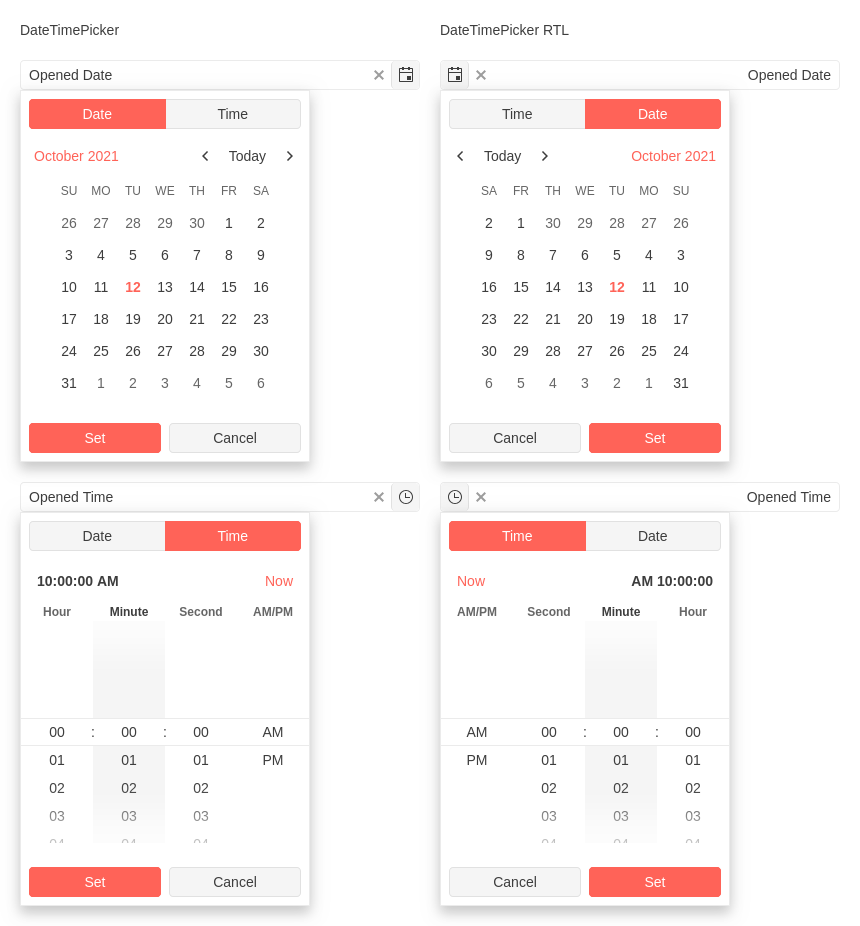 DateTimePicker
Opened Date
Date Time
October 2021 Today
SU MO TU WE TH FR SA
26 27 28 29 30 1 2
3 4 5 6 7 8 9
10 11 12 13 14 15 16
17 18 19 20 21 22 23
24 25 26 27 28 29 30
31 1 2 3 4 5 6
Set Cancel
Opened Time
Date Time
10:00:00 AM Now
Hour Minute Second AM/PM
00 : 00 : 00 AM
01 01 01 PM
02 02 02
03 03 03
04 04 04
Set Cancel
DateTimePicker RTL
Opened Date
Time Date
Today October 2021
SA FR TH WE TU MO SU
2 1 30 29 28 27 26
9 8 7 6 5 4 3
16 15 14 13 12 11 10
23 22 21 20 19 18 17
30 29 28 27 26 25 24
6 5 4 3 2 1 31
Cancel Set
Opened Time
Time Date
Now AM 10:00:00
AM/PM Second Minute Hour
AM 00 : 00 : 00
PM 01 01 01
02 02 02
03 03 03
04 04 04
Cancel Set